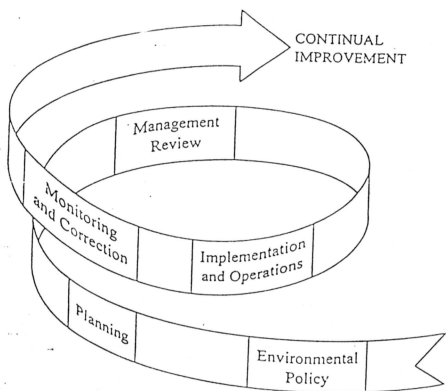 CONTINUAL
IMPROVEMENT
Management
Review
Monitoring
and Correction
Implementation
and Operations
Planning
Environmental
Policy